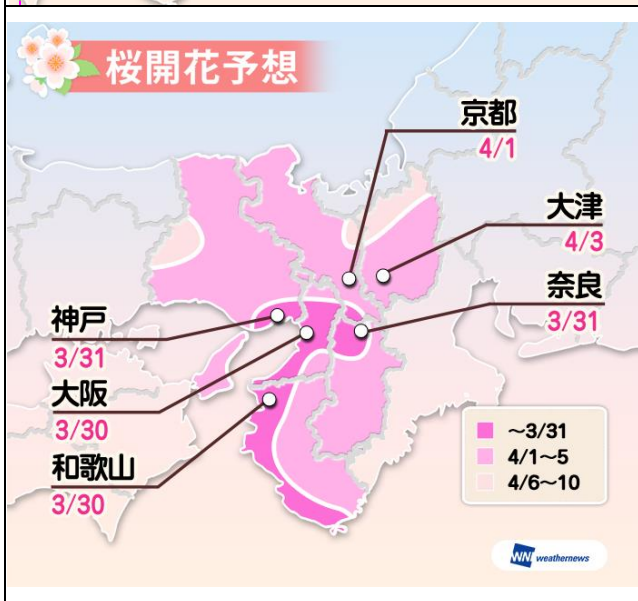 桜開花予想
京都
4/1
大津
4/3
奈良
3/31
神戸
3/31
大阪
3/30
和歌山
3/30
～3/31
4/1～5
4/6～10
WN weathernews